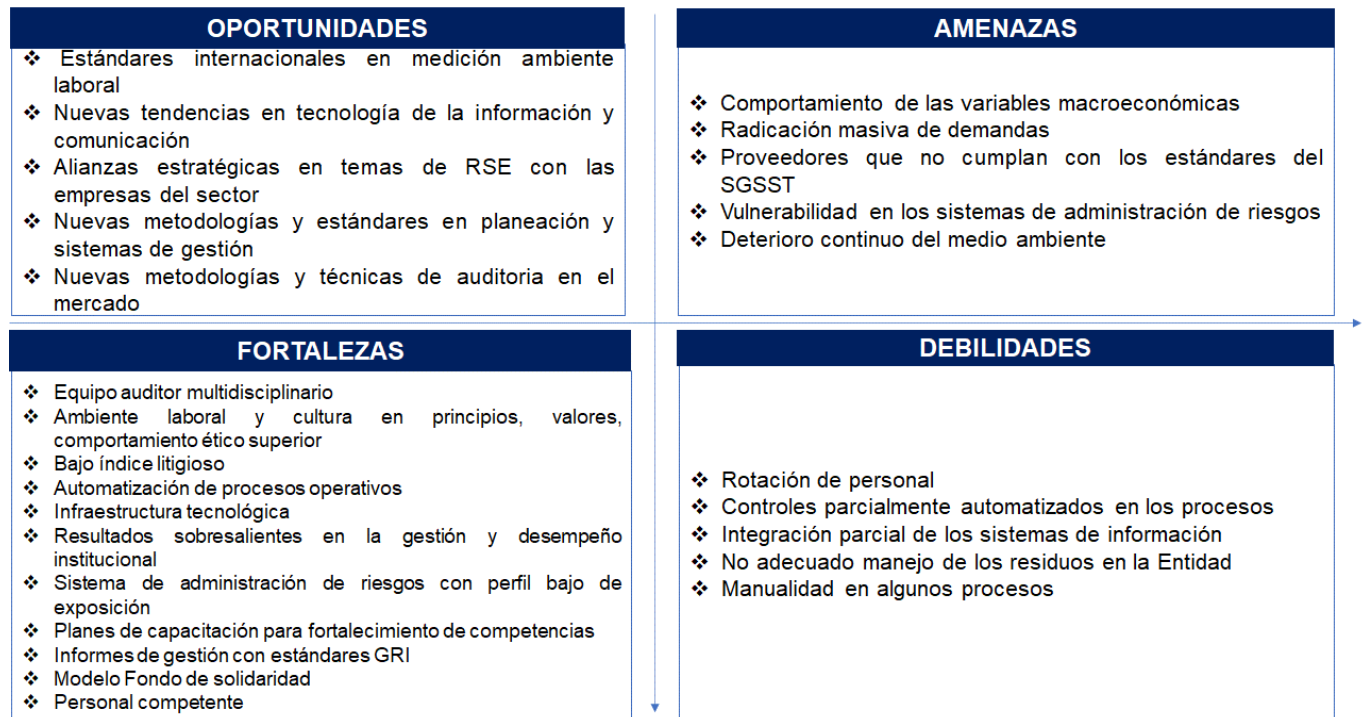 OPORTUNIDADES
❖ Estándares internacionales en medición ambiente
laboral
❖ Nuevas tendencias en tecnología de la información y
comunicación
❖ Alianzas estratégicas en temas de RSE con las
empresas del sector
❖ Nuevas metodologías y estándares en planeación y
sistemas de gestión
❖ Nuevas metodologías y técnicas de auditoria en el
mercado
AMENAZAS
❖ Comportamiento de las variables macroeconómicas
❖ Radicación masiva de demandas
❖ Proveedores que no cumplan con los estándares del
SGSST
❖ Vulnerabilidad en los sistemas de administración de riesgos
❖ Deterioro continuo del medio ambiente
FORTALEZAS
❖ Equipo auditor multidisciplinario
❖ Ambiente laboral y cultura en principios, valores,
comportamiento ético superior
❖ Bajo índice litigioso
❖ Automatización de procesos operativos
❖ Infraestructura tecnológica
❖ Resultados sobresalientes en la gestión y desempeño
institucional
❖ Sistema de administración de riesgos con perfil bajo de
exposición
❖ Planes de capacitación para fortalecimiento de competencias
❖ Informes de gestión con estándares GRI
❖ Modelo Fondo de solidaridad
❖ Personal competente
DEBILIDADES
❖ Rotación de personal
❖ Controles parcialmente automatizados en los procesos
❖ Integración parcial de los sistemas de información
❖ No adecuado manejo de los residuos en la Entidad
❖ Manualidad en algunos procesos